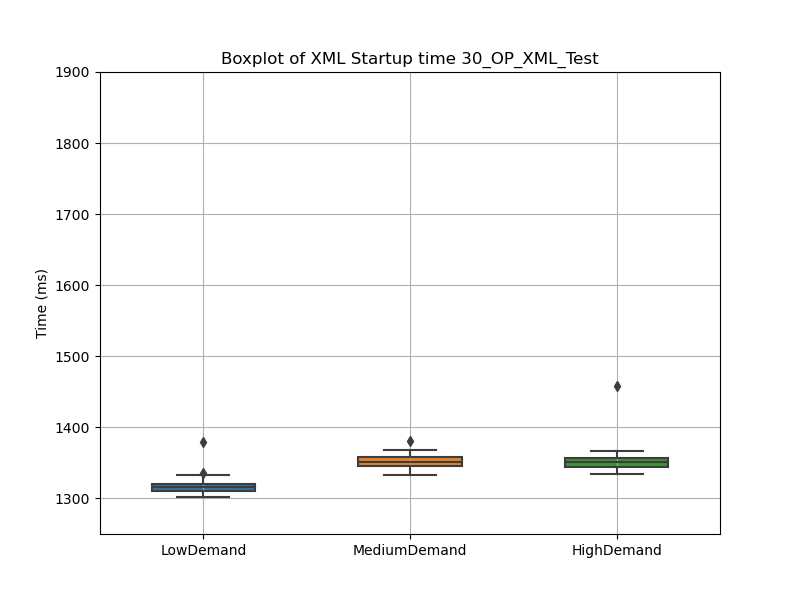 Boxplot of XML Startup time 30_OP_XML_Test
1900
1800
1700
1600
1500
1400
1300
Time (ms)
LowDemand
MediumDemand
HighDemand